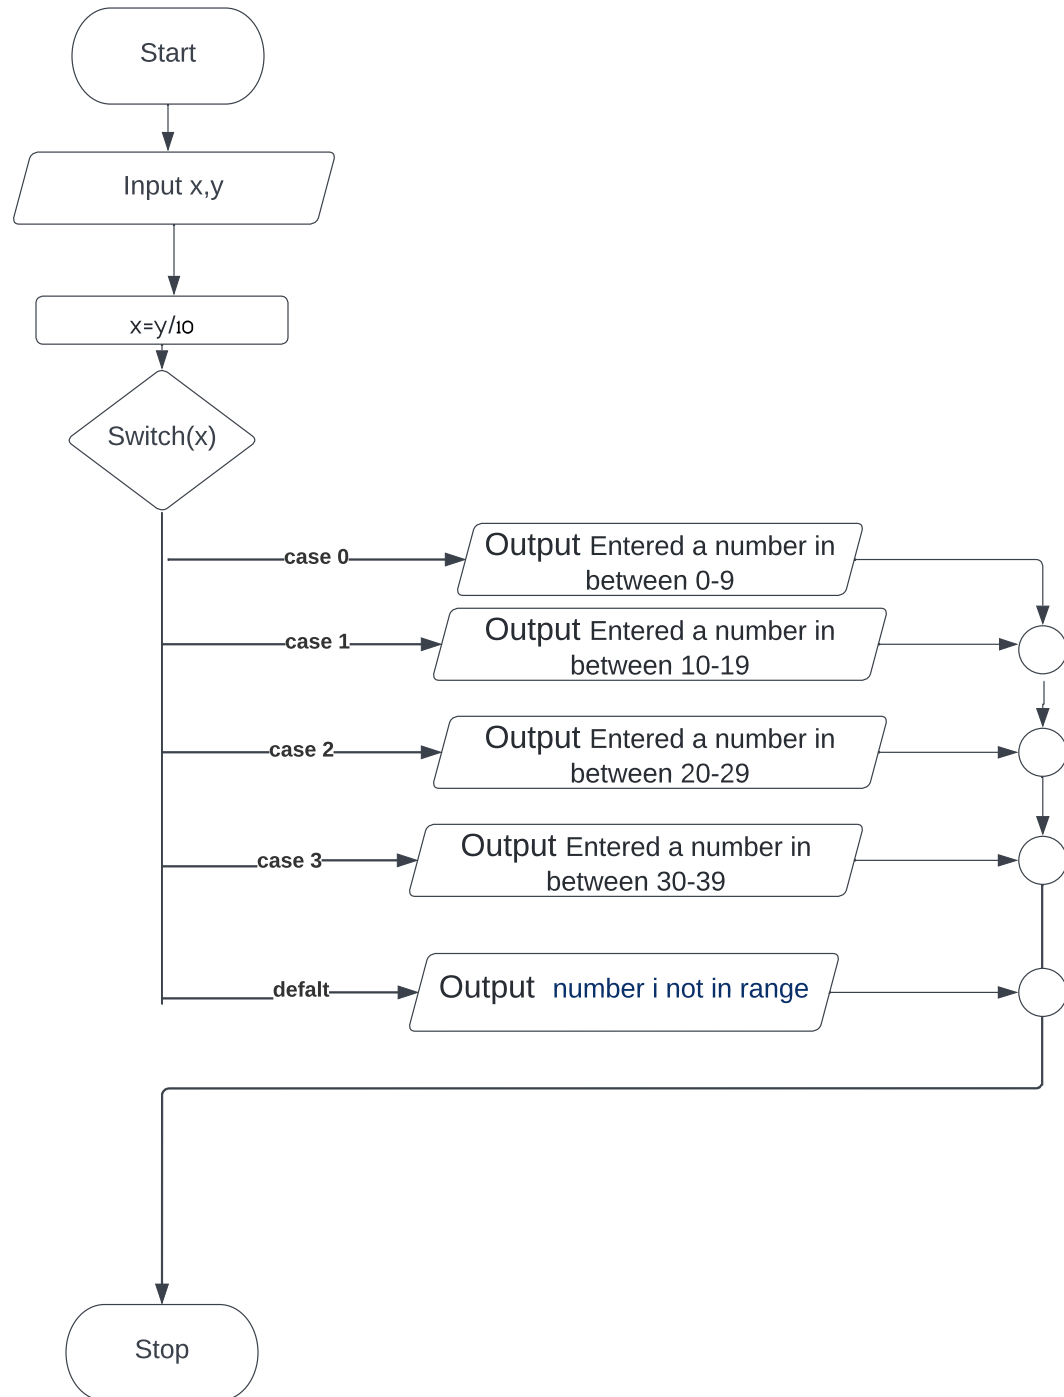 Start
Input x,y
x=y/10
Switch(x)
case 0
Output Entered a number in
between 0-9
case 1
Output Entered a number in
between 10-19
case 2
Output Entered a number in
between 20-29
case 3
Output Entered a number in
between 30-39
defalt
Output number i not in range
Stop